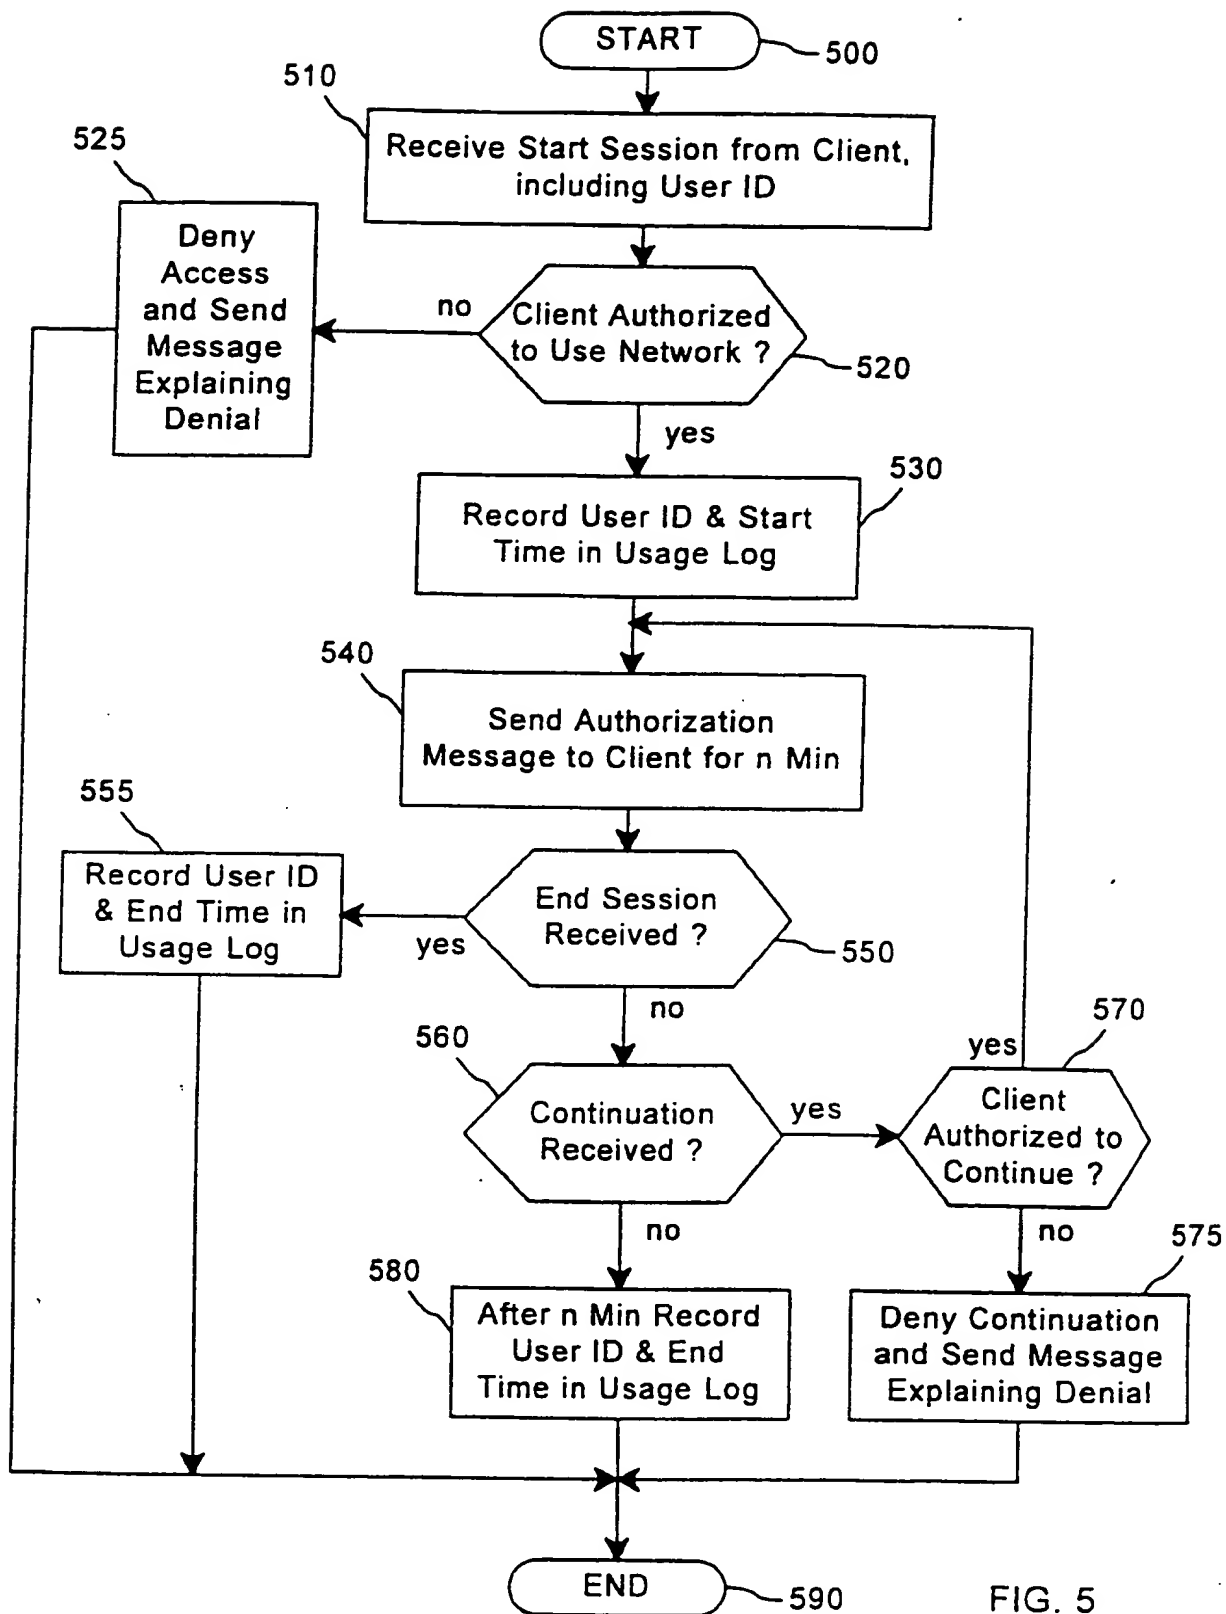 START
500
510
Receive Start Session from Client,
including User ID
525
Deny
Access
and Send
Message
Explaining
Denial
no
Client Authorized
to Use Network ?
520
yes
530
Record User ID & Start
Time in Usage Log
540
Send Authorization
Message to Client for n Min
555
Record User ID
& End Time in
Usage Log
yes
End Session
Received ?
550
no
560
Continuation
Received ?
yes
570
yes
Client
Authorized to
Continue ?
no
no
575
580
After n Min Record
User ID & End
Time in Usage Log
Deny Continuation
and Send Message
Explaining Denial
END
590
FIG. 5